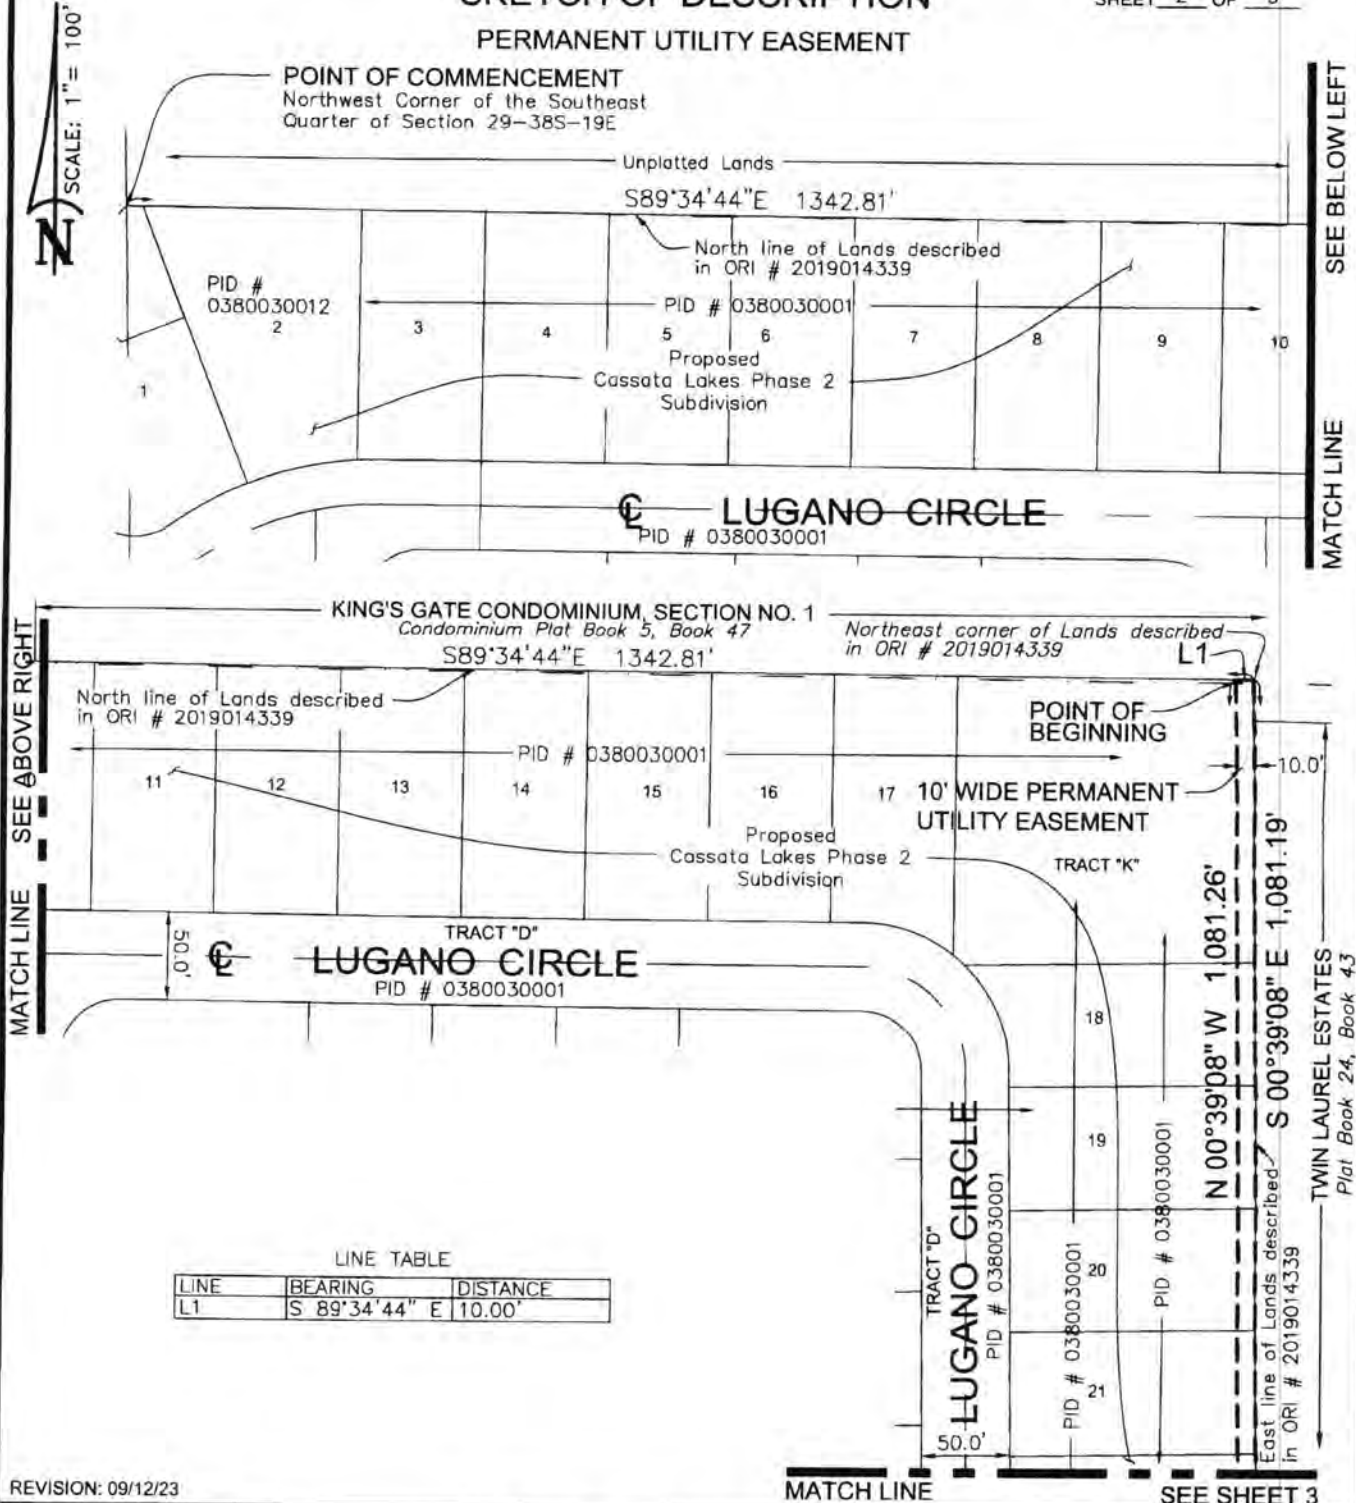 SKETCH OF DESCRIPTION
SHEET 2 OF
PERMANENT UTILITY EASEMENT
SCALE: 1"= 100'
N
POINT OF COMMENCEMENT
Northwest Corner of the Southeast
Quarter of Section 29-38S-19E
Unplatted Lands
S89°34'44"E 1342.81'
North line of Lands described
in ORI # 2019014339
PID #
0380030012
PID # 0380030001
1
2
3
4
5
6
7
8
9
10
Proposed
Cassata Lakes Phase 2
Subdivision
℄ LUGANO CIRCLE
PID # 0380030001
SEE BELOW LEFT
MATCH LINE
KING'S GATE CONDOMINIUM, SECTION NO. 1
Condominium Plat Book 5, Book 47
S89°34'44"E 1342.81'
Northeast corner of Lands described
in ORI # 2019014339
L1
North line of Lands described
in ORI # 2019014339
POINT OF
BEGINNING
PID # 0380030001
10.0'
11
12
13
14
15
16
17
10' WIDE PERMANENT
UTILITY EASEMENT
Proposed
Cassata Lakes Phase 2
Subdivision
TRACT "K"
MATCH LINE SEE ABOVE RIGHT
50.0'
TRACT "D"
℄ LUGANO CIRCLE
PID # 0380030001
18
19
20
21
TRACT "D"
LUGANO CIRCLE
PID # 0380030001
50.0'
PID # 0380030001
PID # 0380030001
N 00°39'08" W 1,081.26'
S 00°39'08" E 1,081.19'
East line of Lands described
in ORI # 2019014339
TWIN LAUREL ESTATES
Plat Book 24, Book 43
LINE TABLE
LINE BEARING DISTANCE
L1 S 89°34'44" E 10.00'
REVISION: 09/12/23
MATCH LINE
SEE SHEET 3